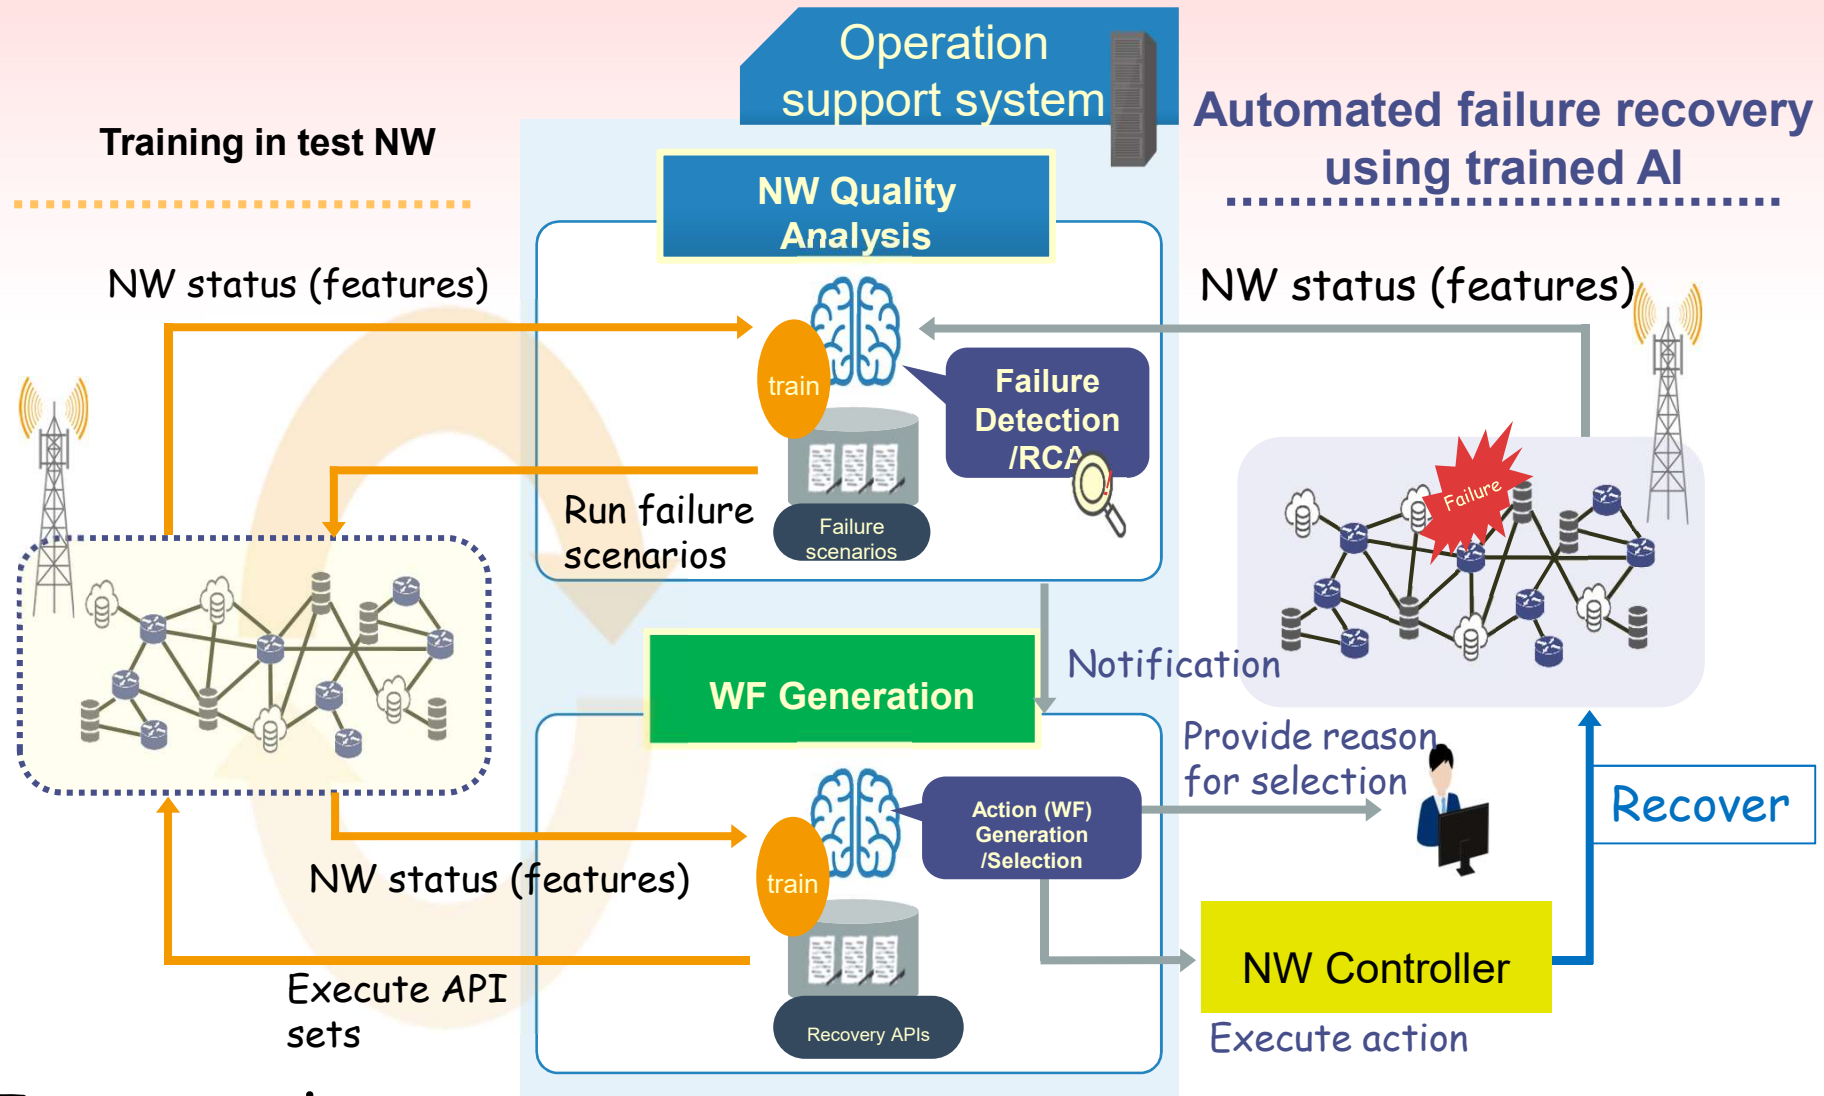 Operation
support system
Training in test NW
Automated failure recovery
using trained AI
NW Quality
Analysis
NW status (features)
NW status (features)
train
Failure
Detection
/RCA
Run failure
scenarios
Failure
scenarios
Failure
Notification
WF Generation
Provide reason
for selection
Action (WF)
Generation
/Selection
Recover
NW status (features)
train
NW Controller
Execute API
sets
Recovery APIs
Execute action